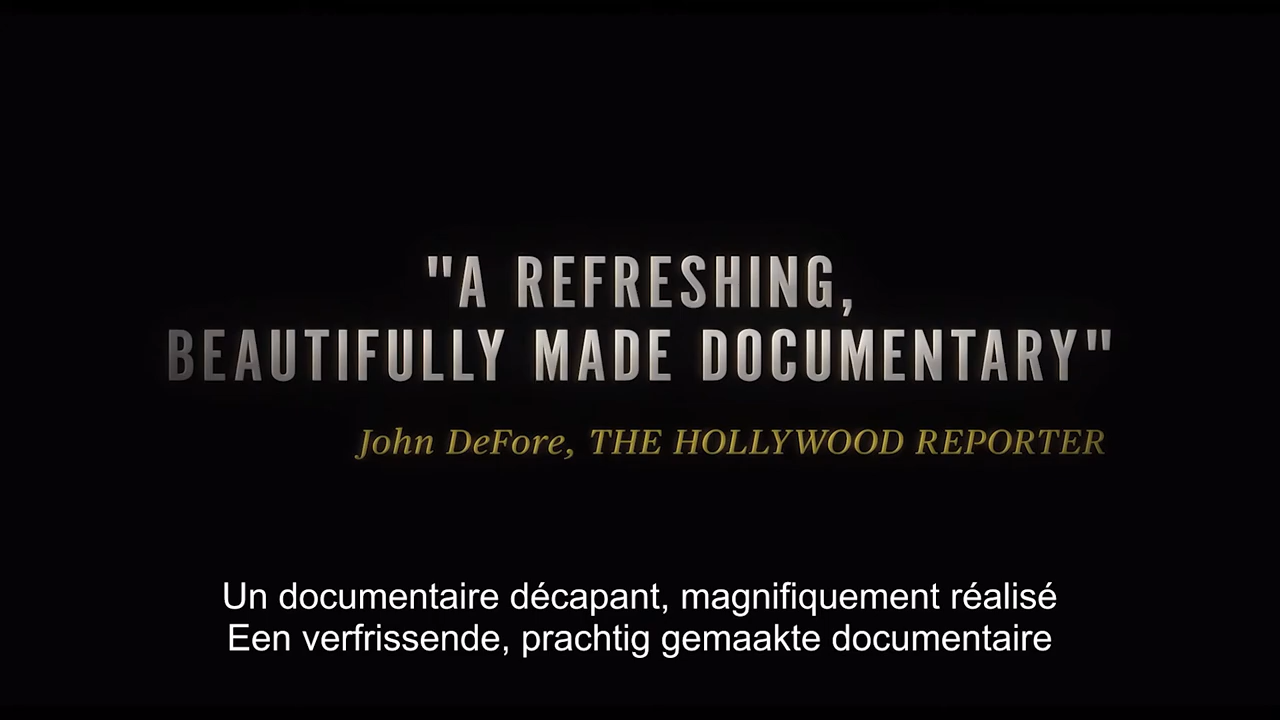 "A REFRESHING,
BEAUTIFULLY MADE DOCUMENTARY"
John DeFore, THE HOLLYWOOD REPORTER
Un documentaire décapant, magnifiquement réalisé
Een verfrissende, prachtig gemaakte documentaire